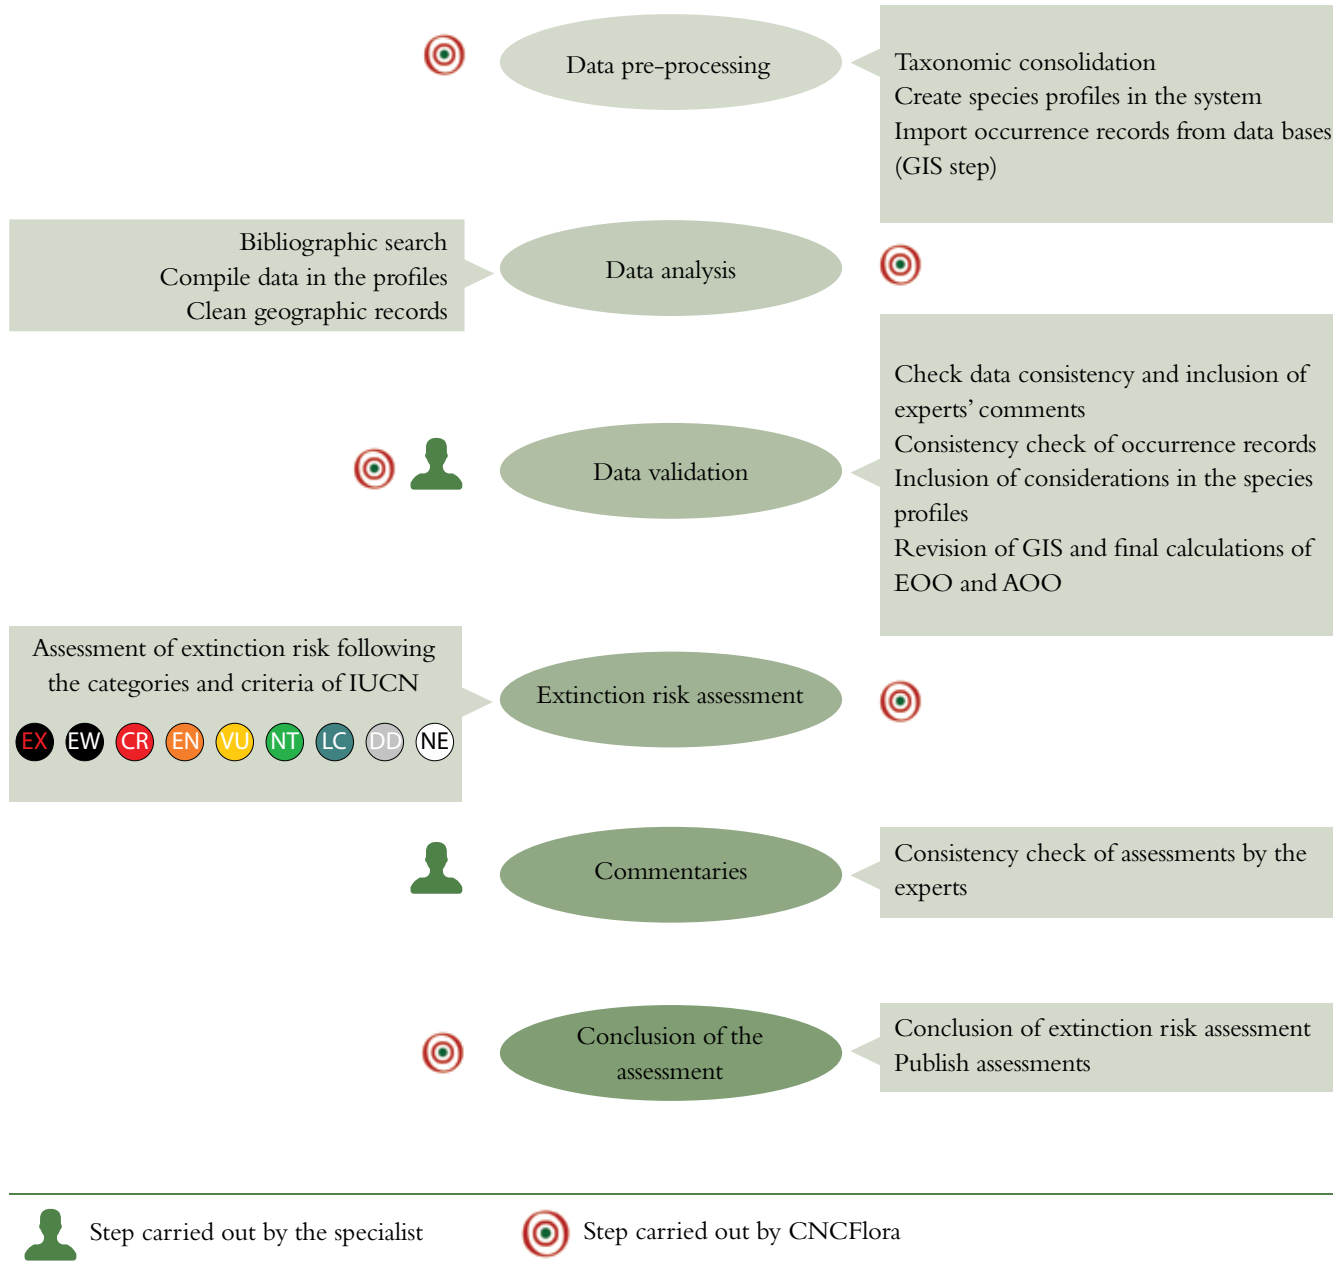 Data pre-processing
Taxonomic consolidation
Create species profiles in the system
Import occurrence records from data bases
(GIS step)
Bibliographic search
Compile data in the profiles
Clean geographic records
Data analysis
Data validation
Check data consistency and inclusion of
experts’ comments
Consistency check of occurrence records
Inclusion of considerations in the species
profiles
Revision of GIS and final calculations of
EOO and AOO
Assessment of extinction risk following
the categories and criteria of IUCN
EX EW CR EN VU NT LC DD NE
Extinction risk assessment
Commentaries
Consistency check of assessments by the
experts
Conclusion of the
assessment
Conclusion of extinction risk assessment
Publish assessments
Step carried out by the specialist
Step carried out by CNCFlora